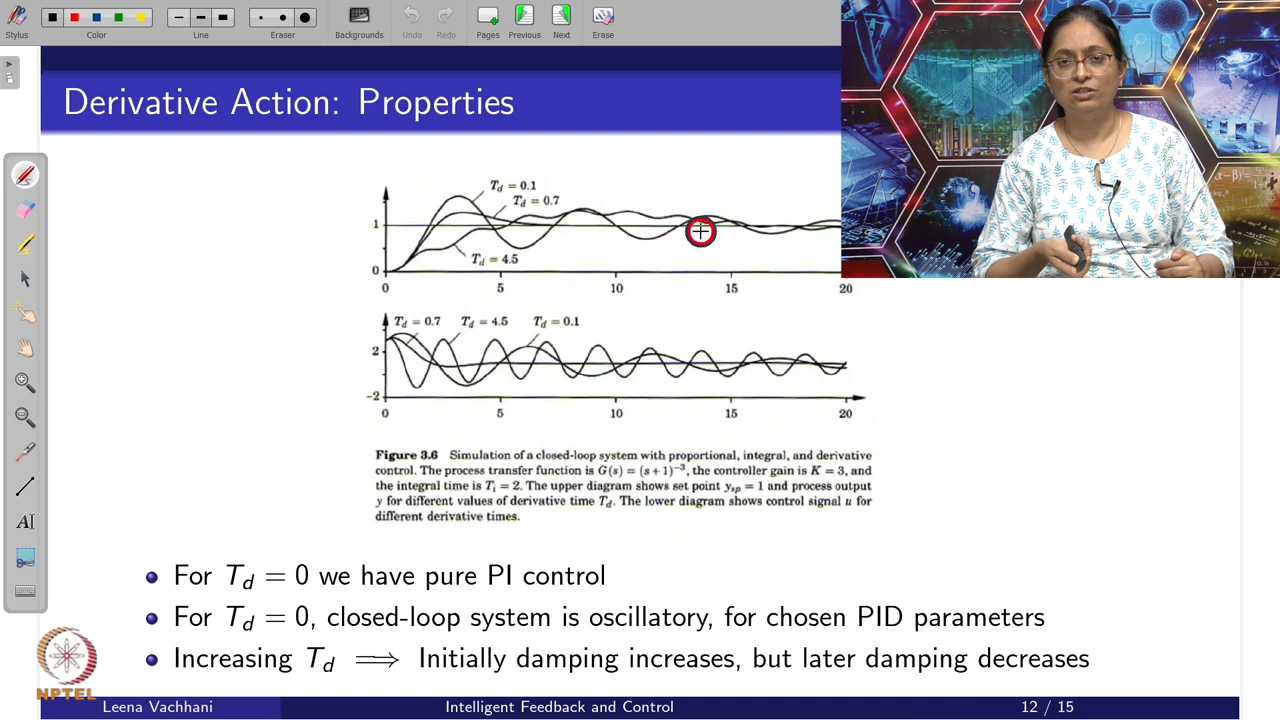 Stylus
Color
Line
Eraser
Backgrounds
Undo
Redo
Pages
Previous
Next
Erase
Derivative Action: Properties
T_d = 0.1
T_d = 0.7
1
T_d = 4.5
0
0 5 10 15 20
T_d = 0.7 T_d = 4.5 T_d = 0.1
2
-2
0 5 10 15 20
Figure 3.6 Simulation of a closed-loop system with proportional, integral, and derivative
control. The process transfer function is G(s) = (s+1)⁻³, the controller gain is K = 3, and
the integral time is T_i = 2. The upper diagram shows set point y_sp = 1 and process output
y for different values of derivative time T_d. The lower diagram shows control signal u for
different derivative times.
For T_d = 0 we have pure PI control
For T_d = 0, closed-loop system is oscillatory, for chosen PID parameters
Increasing T_d ⟹ Initially damping increases, but later damping decreases
NPTEL
Leena Vachhani Intelligent Feedback and Control 12 / 15